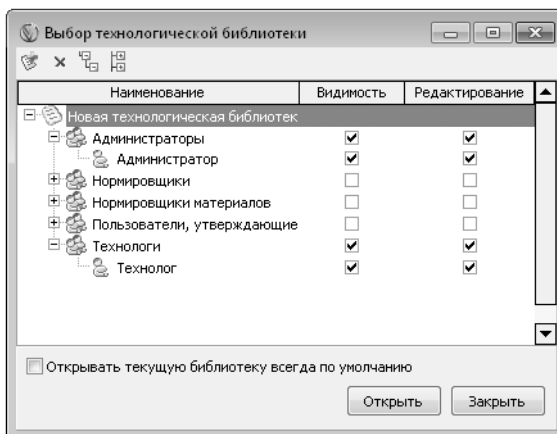 Выбор технологической библиотеки
Наименование Видимость Редактирование
Новая технологическая библиотек
Администраторы
Администратор
Нормировщики
Нормировщики материалов
Пользователи, утверждающие
Технологи
Технолог
Открывать текущую библиотеку всегда по умолчанию
Открыть Закрыть